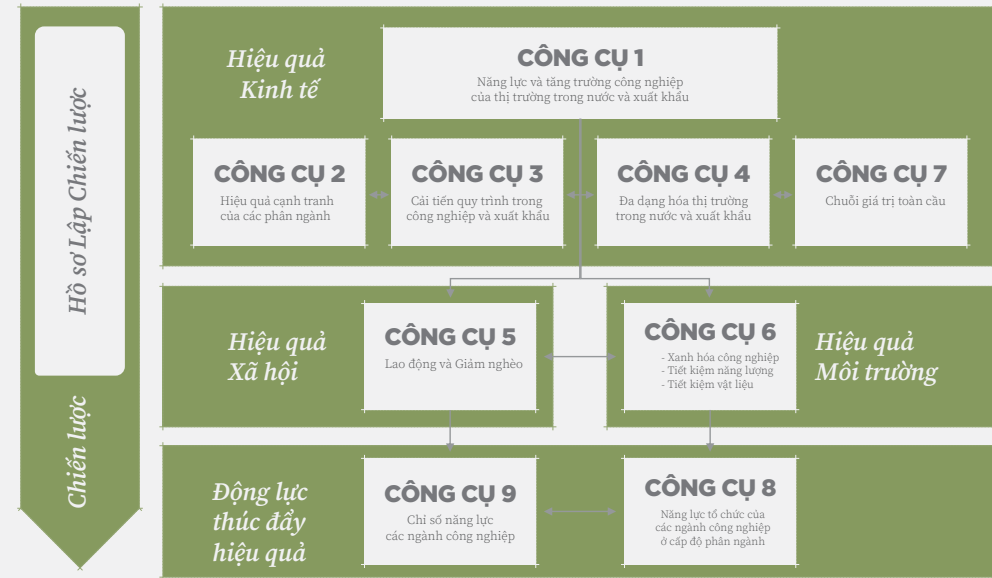 Hồ sơ Lập Chiến lược
Chiến lược
Hiệu quả
Kinh tế
CÔNG CỤ 1
Năng lực và tăng trường công nghiệp
của thị trường trong nước và xuất khẩu
CÔNG CỤ 2
Hiệu quả cạnh tranh
của các phân ngành
CÔNG CỤ 3
Cải tiến quy trình trong
công nghiệp và xuất khẩu
CÔNG CỤ 4
Đa dạng hóa thị trường
trong nước và xuất khẩu
CÔNG CỤ 7
Chuỗi giá trị toàn cầu
Hiệu quả
Xã hội
CÔNG CỤ 5
Lao động và Giảm nghèo
CÔNG CỤ 6
- Xanh hóa công nghiệp
- Tiết kiệm năng lượng
- Tiết kiệm vật liệu
Hiệu quả
Môi trường
Động lực
thúc đẩy
hiệu quả
CÔNG CỤ 9
Chỉ số năng lực
các ngành công nghiệp
CÔNG CỤ 8
Năng lực tổ chức của
các ngành công nghiệp
ở cấp độ phân ngành